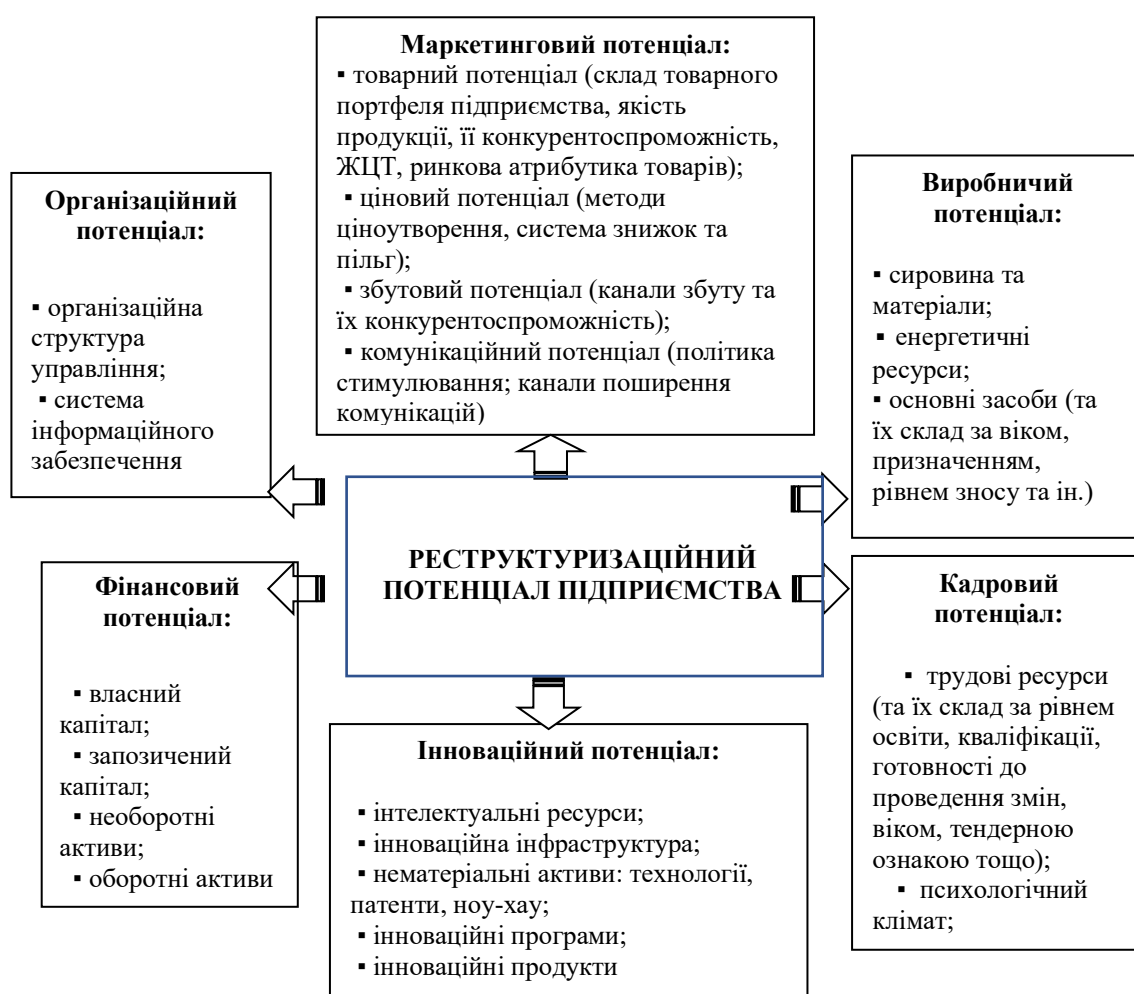 Маркетинговий потенціал:
▪ товарний потенціал (склад товарного
портфеля підприємства, якість
продукції, її конкурентоспроможність,
ЖЦТ, ринкова атрибутика товарів);
▪ ціновий потенціал (методи
ціноутворення, система знижок та
пільг);
▪ збутовий потенціал (канали збуту та
їх конкурентоспроможність);
▪ комунікаційний потенціал (політика
стимулювання; канали поширення
комунікацій)
Організаційний
потенціал:
▪ організаційна
структура
управління;
▪ система
інформаційного
забезпечення
Виробничий
потенціал:
▪ сировина та
матеріали;
▪ енергетичні
ресурси;
▪ основні засоби (та
їх склад за віком,
призначенням,
рівнем зносу та ін.)
РЕСТРУКТУРИЗАЦІЙНИЙ
ПОТЕНЦІАЛ ПІДПРИЄМСТВА
Фінансовий
потенціал:
▪ власний
капітал;
▪ запозичений
капітал;
▪ необоротні
активи;
▪ оборотні активи
Кадровий
потенціал:
▪ трудові ресурси
(та їх склад за рівнем
освіти, кваліфікації,
готовності до
проведення змін,
віком, тендерною
ознакою тощо);
▪ психологічний
клімат;
Інноваційний потенціал:
▪ інтелектуальні ресурси;
▪ інноваційна інфраструктура;
▪ нематеріальні активи: технології,
патенти, ноу-хау;
▪ інноваційні програми;
▪ інноваційні продукти